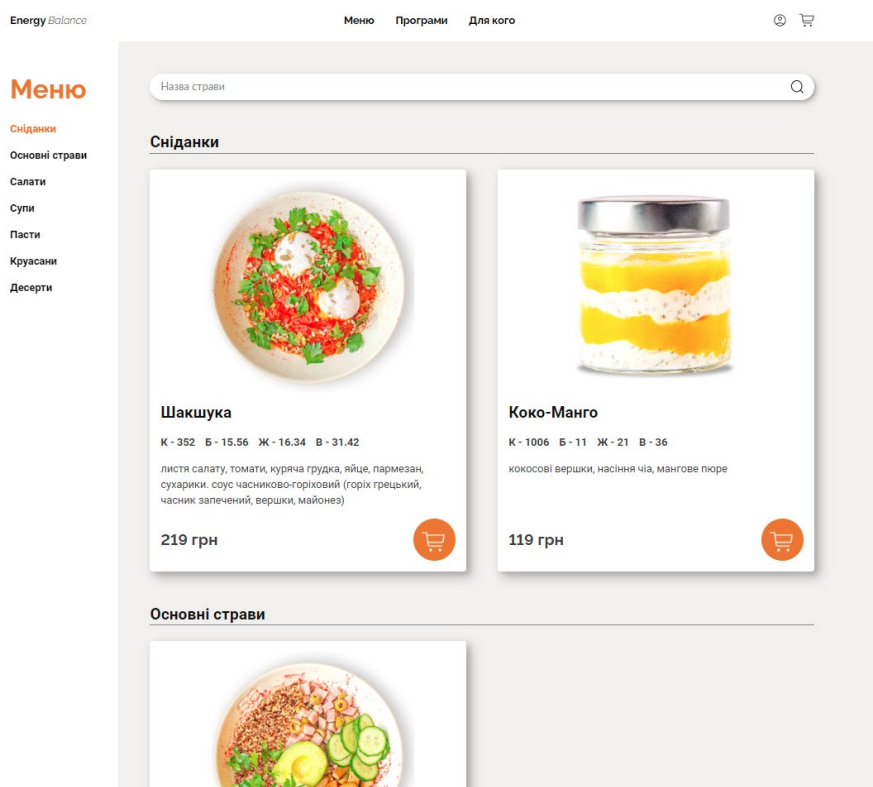 Energy Balance
Меню Програми Для кого
Меню
Сніданки
Основні страви
Салати
Супи
Пасти
Круасани
Десерти
Назва страви
Сніданки
Шакшука
К - 352 Б - 15.56 Ж - 16.34 В - 31.42
листя салату, томати, куряча грудка, яйце, пармезан,
сухарики. соус часниково-горіховий (горіх грецький,
часник запечений, вершки, майонез)
219 грн
Коко-Манго
К - 1006 Б - 11 Ж - 21 В - 36
кокосові вершки, насіння чіа, мангове пюре
119 грн
Основні страви